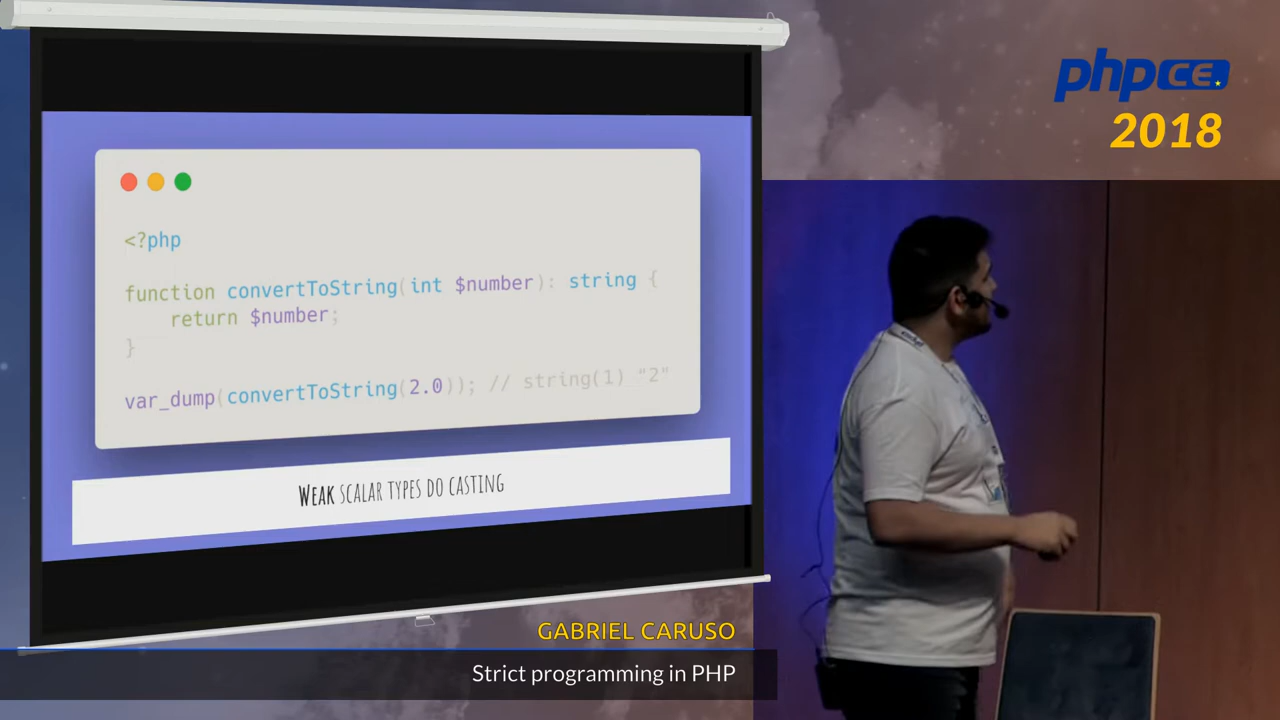 phpce
2018
<?php
function convertToString(int $number): string {
return $number;
}
var_dump(convertToString(2.0)); // string(1) "2"
WEAK SCALAR TYPES DO CASTING
GABRIEL CARUSO
Strict programming in PHP